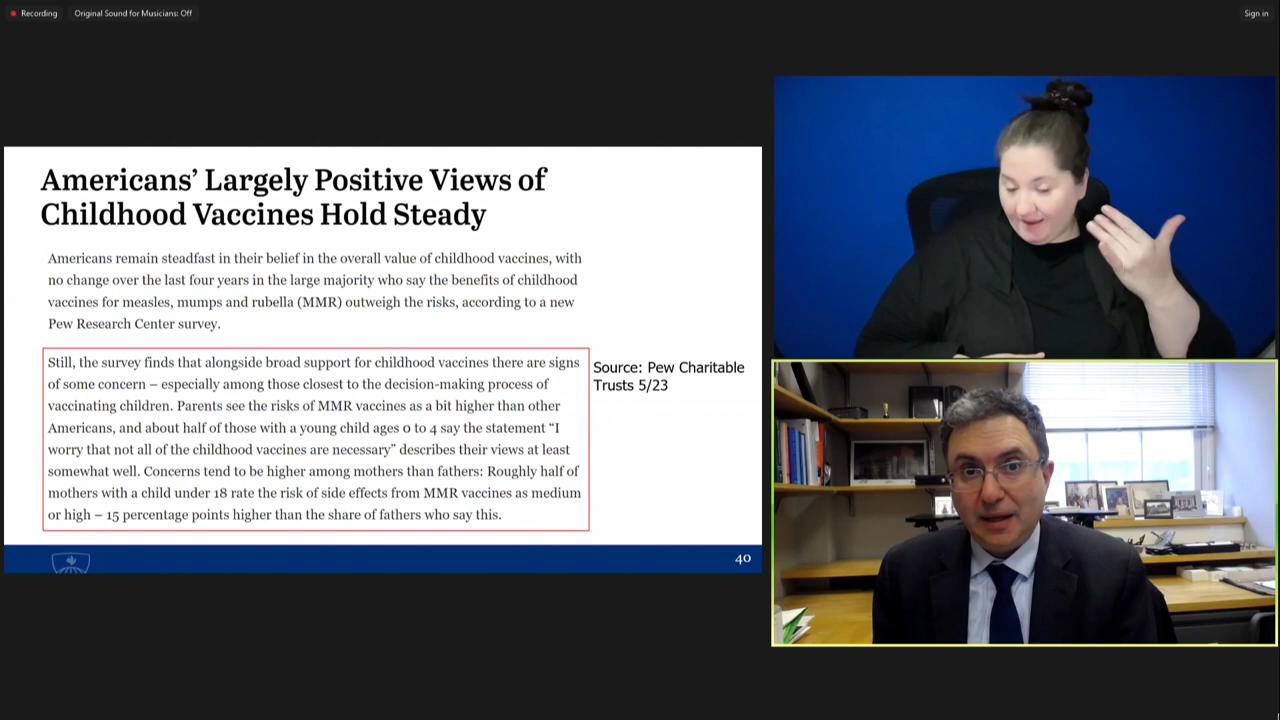 Recording
Original Sound for Musicians: Off
Sign in
Americans’ Largely Positive Views of
Childhood Vaccines Hold Steady
Americans remain steadfast in their belief in the overall value of childhood vaccines, with
no change over the last four years in the large majority who say the benefits of childhood
vaccines for measles, mumps and rubella (MMR) outweigh the risks, according to a new
Pew Research Center survey.
Still, the survey finds that alongside broad support for childhood vaccines there are signs
of some concern – especially among those closest to the decision-making process of
vaccinating children. Parents see the risks of MMR vaccines as a bit higher than other
Americans, and about half of those with a young child ages 0 to 4 say the statement “I
worry that not all of the childhood vaccines are necessary” describes their views at least
somewhat well. Concerns tend to be higher among mothers than fathers: Roughly half of
mothers with a child under 18 rate the risk of side effects from MMR vaccines as medium
or high – 15 percentage points higher than the share of fathers who say this.
Source: Pew Charitable
Trusts 5/23
40